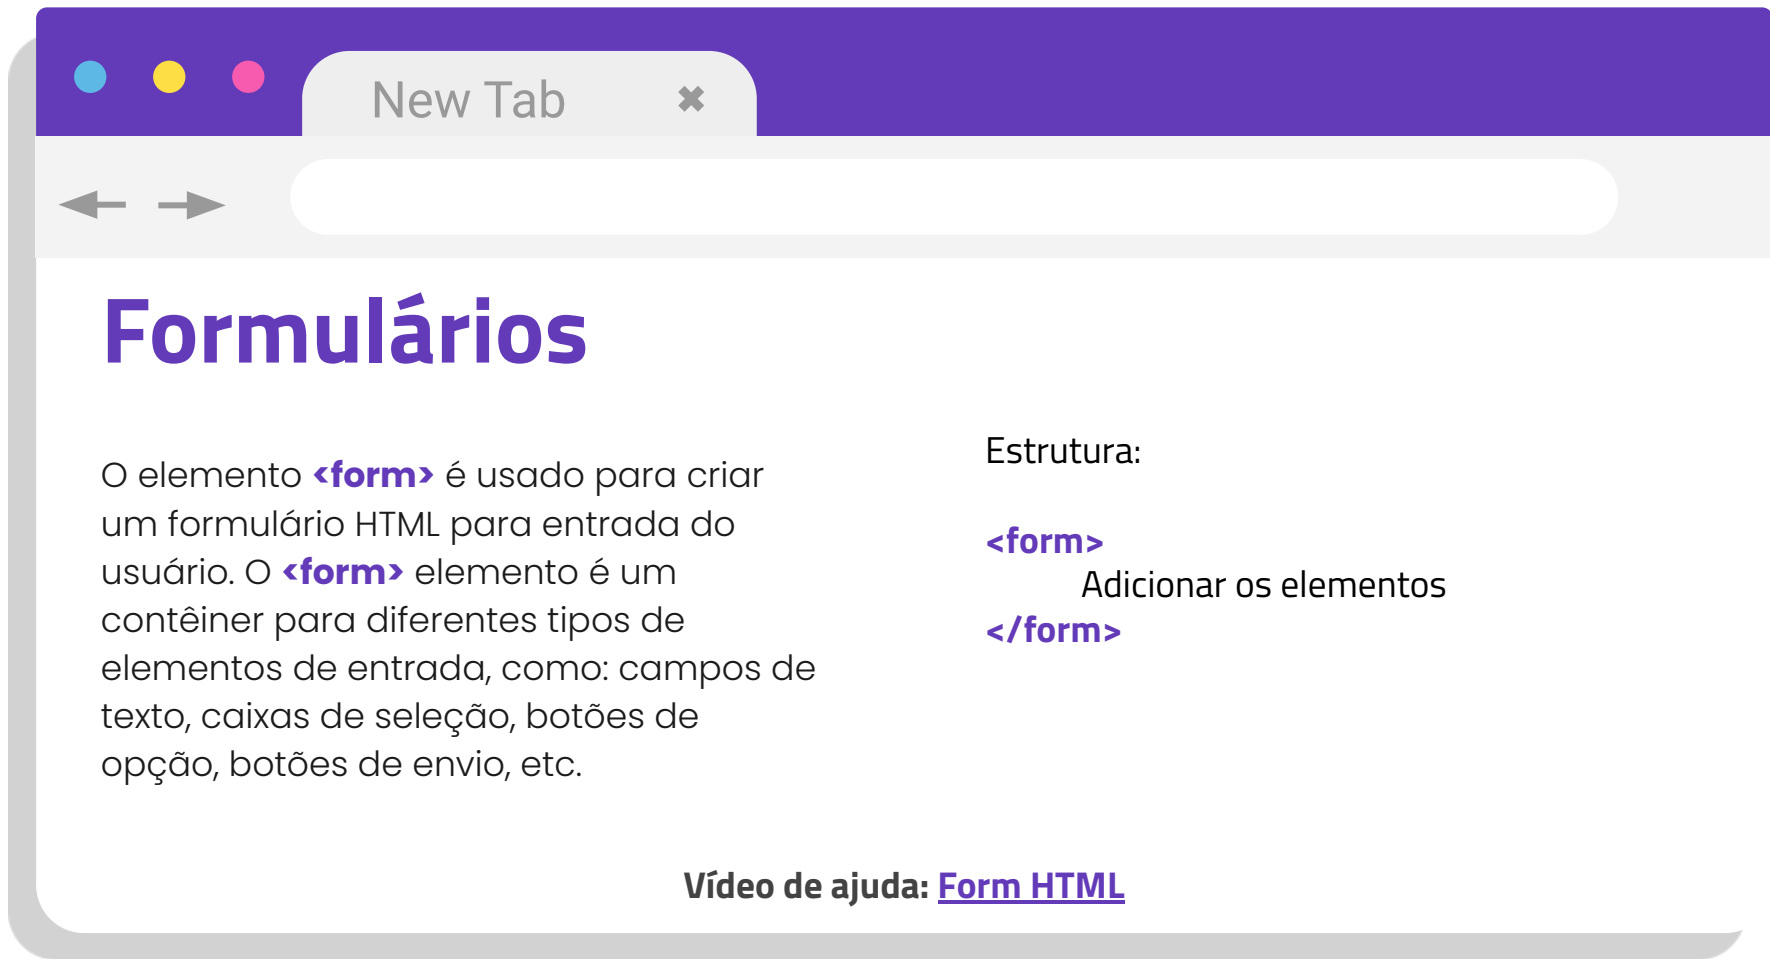 New Tab ✖
Formulários
O elemento <form> é usado para criar
um formulário HTML para entrada do
usuário. O <form> elemento é um
contêiner para diferentes tipos de
elementos de entrada, como: campos de
texto, caixas de seleção, botões de
opção, botões de envio, etc.
Estrutura:
<form>
Adicionar os elementos
</form>
Vídeo de ajuda: Form HTML